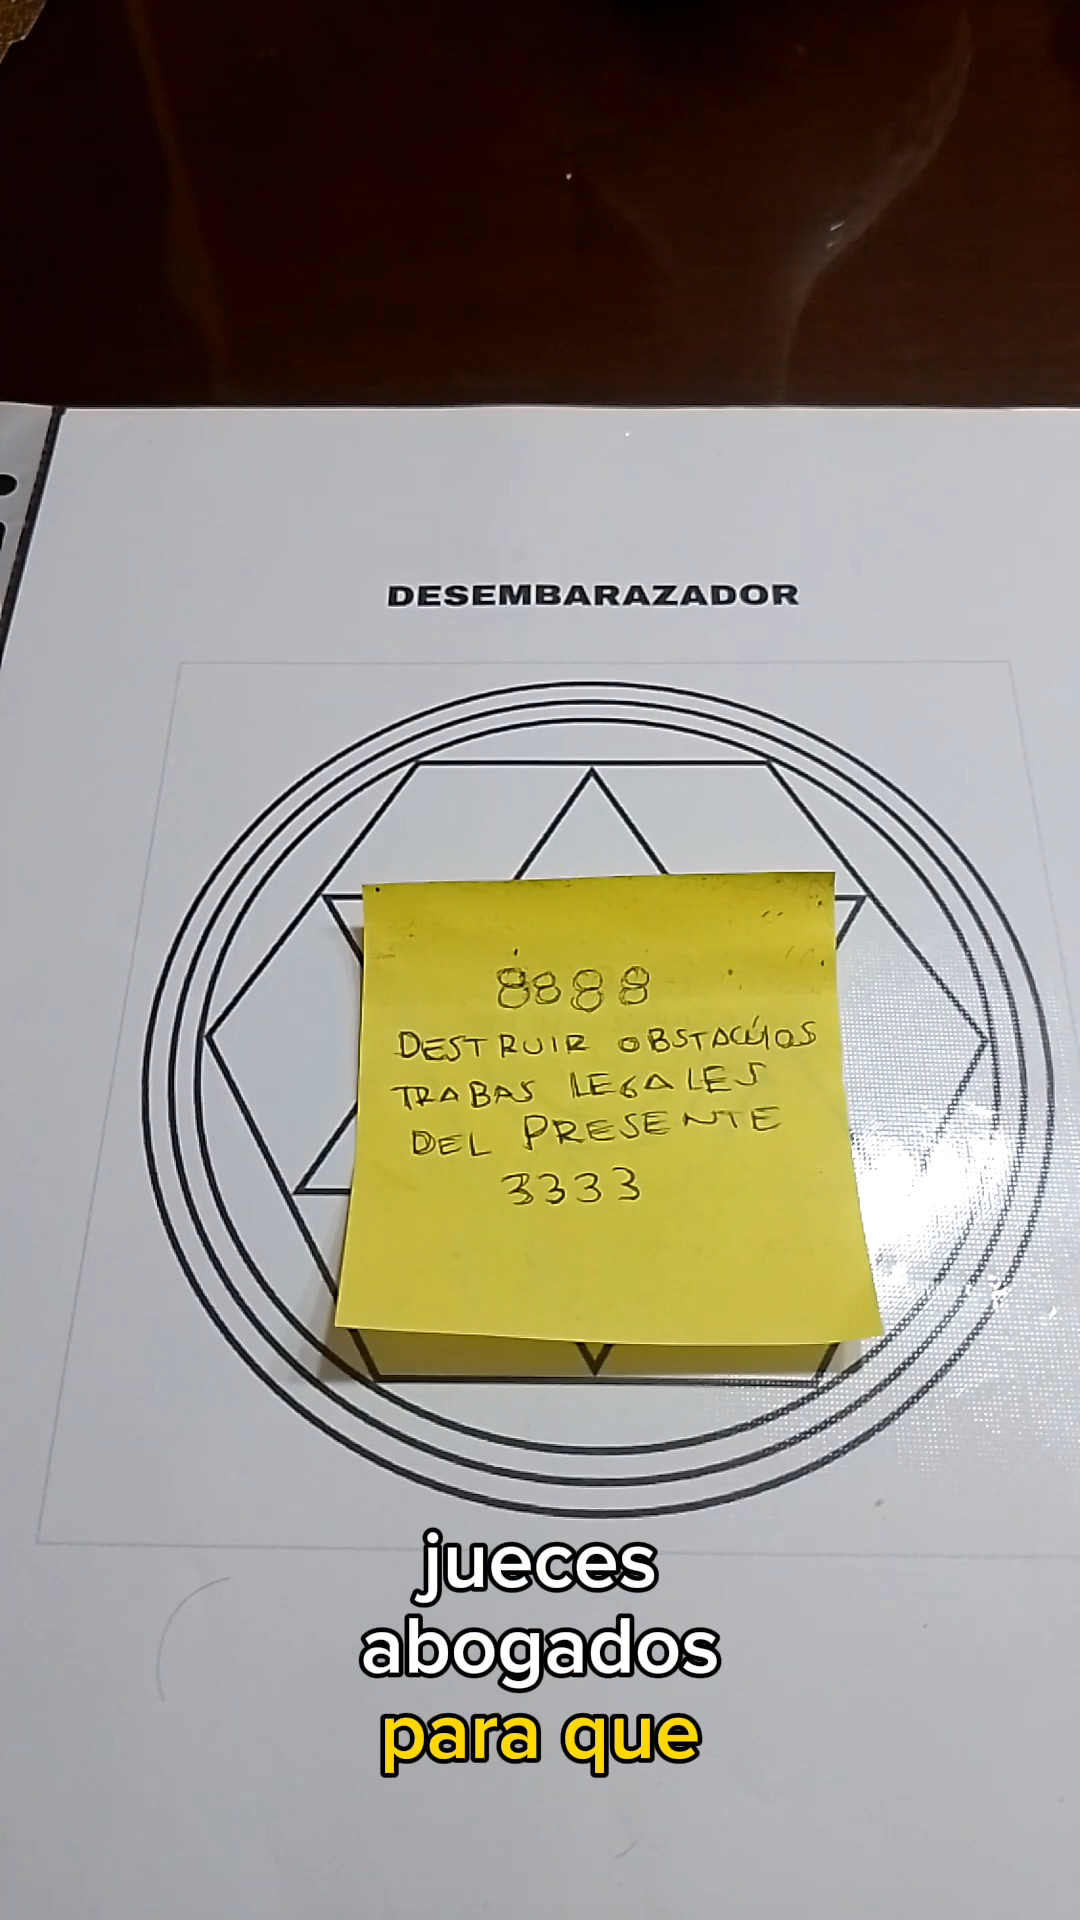 DESEMBARAZADOR
8888
DESTRUIR OBSTACULOS
TRABAS LEGALES
DEL PRESENTE
3333
jueces
abogados
para que